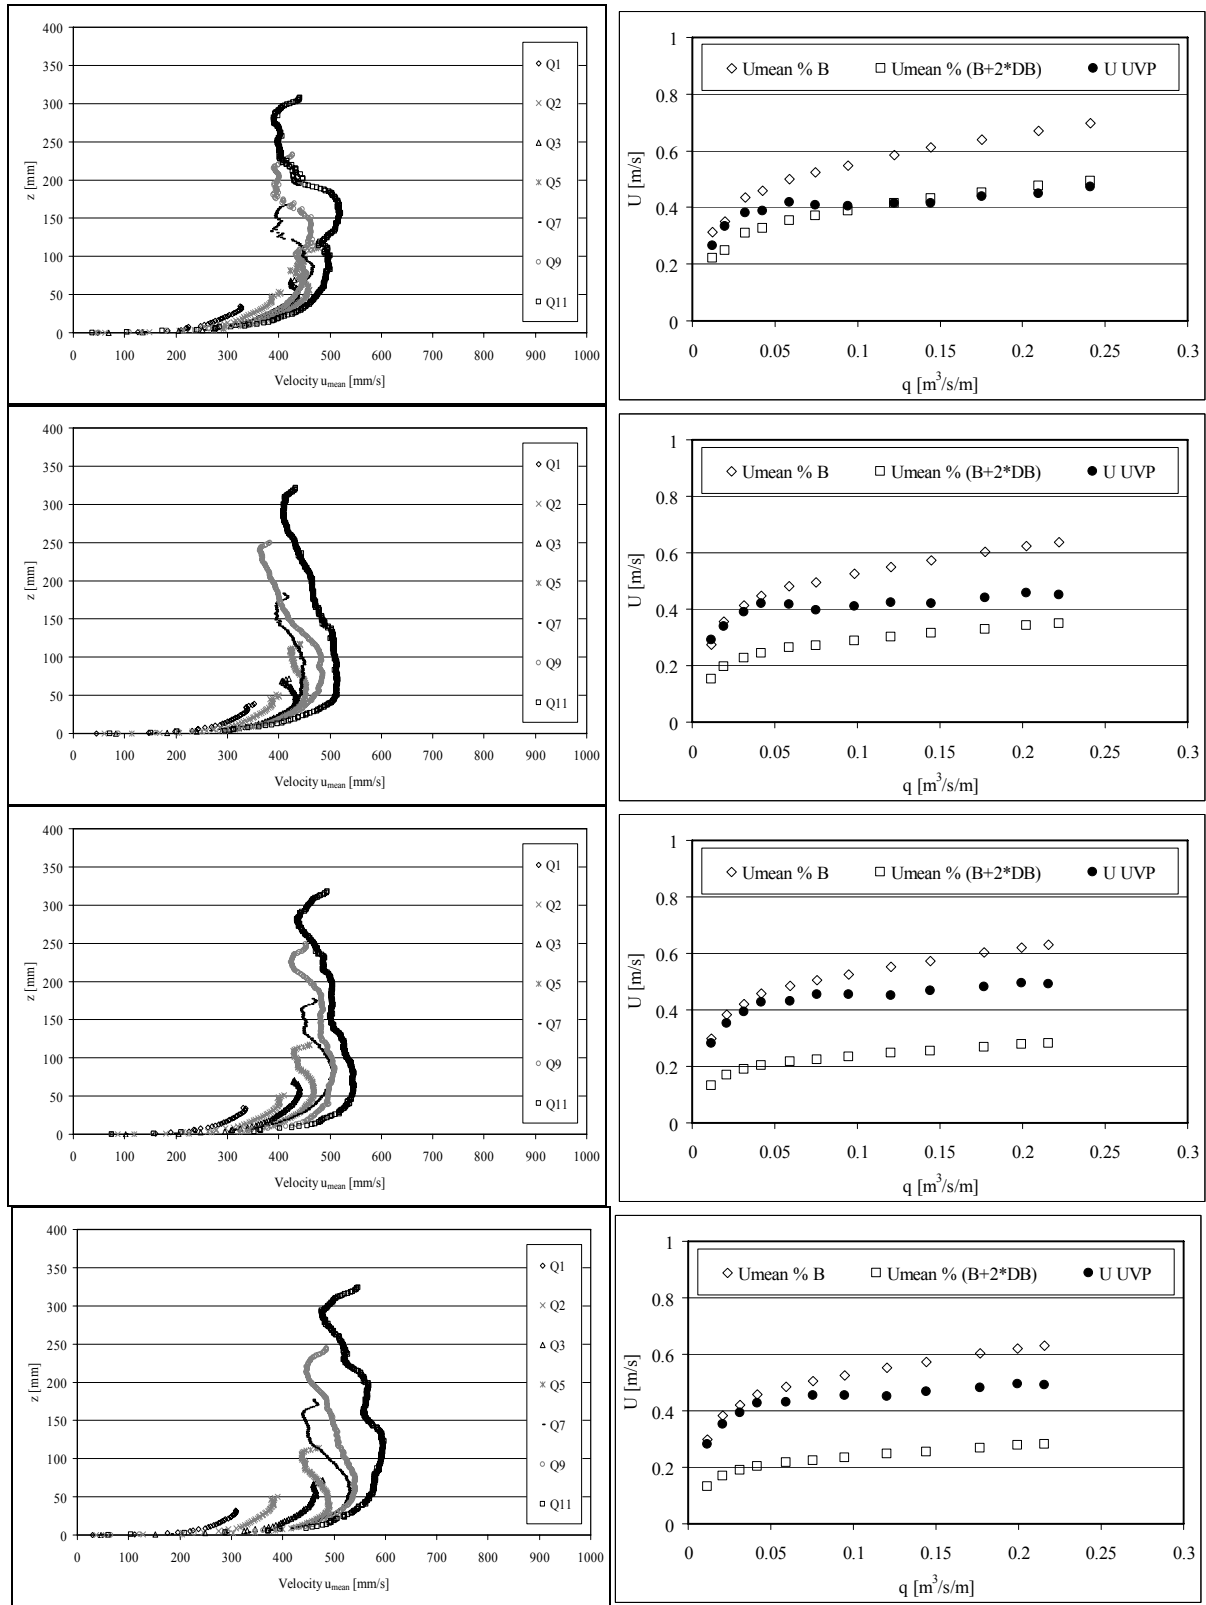 400
350
300
250
200
150
100
50
0
z [mm]
0 100 200 300 400 500 600 700 800 900 1000
Velocity umean [mm/s]
Q1
Q2
Q3
Q5
Q7
Q9
Q11
1
0.8
0.6
0.4
0.2
0
U [m/s]
Umean % B Umean % (B+2*DB) U UVP
0 0.05 0.1 0.15 0.2 0.25 0.3
q [m3/s/m]
400
350
300
250
200
150
100
50
0
z [mm]
0 100 200 300 400 500 600 700 800 900 1000
Velocity umean [mm/s]
Q1
Q2
Q3
Q5
Q7
Q9
Q11
1
0.8
0.6
0.4
0.2
0
U [m/s]
Umean % B Umean % (B+2*DB) U UVP
0 0.05 0.1 0.15 0.2 0.25 0.3
q [m3/s/m]
400
350
300
250
200
150
100
50
0
z [mm]
0 100 200 300 400 500 600 700 800 900 1000
Velocity umean [mm/s]
Q1
Q2
Q3
Q5
Q7
Q9
Q11
1
0.8
0.6
0.4
0.2
0
U [m/s]
Umean % B Umean % (B+2*DB) U UVP
0 0.05 0.1 0.15 0.2 0.25 0.3
q [m3/s/m]
400
350
300
250
200
150
100
50
0
z [mm]
0 100 200 300 400 500 600 700 800 900 1000
Velocity umean [mm/s]
Q1
Q2
Q3
Q5
Q7
Q9
Q11
1
0.8
0.6
0.4
0.2
0
U [m/s]
Umean % B Umean % (B+2*DB) U UVP
0 0.05 0.1 0.15 0.2 0.25 0.3
q [m3/s/m]